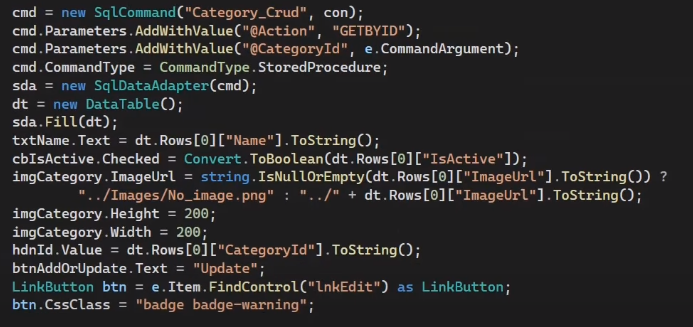 cmd = new SqlCommand("Category_Crud", con);
cmd.Parameters.AddWithValue("@Action", "GETBYID");
cmd.Parameters.AddWithValue("@CategoryId", e.CommandArgument);
cmd.CommandType = CommandType.StoredProcedure;
sda = new SqlDataAdapter(cmd);
dt = new DataTable();
sda.Fill(dt);
txtName.Text = dt.Rows[0]["Name"].ToString();
cbIsActive.Checked = Convert.ToBoolean(dt.Rows[0]["IsActive"]);
imgCategory.ImageUrl = string.IsNullOrEmpty(dt.Rows[0]["ImageUrl"].ToString()) ?
"../Images/No_image.png" : "../" + dt.Rows[0]["ImageUrl"].ToString();
imgCategory.Height = 200;
imgCategory.Width = 200;
hdnId.Value = dt.Rows[0]["CategoryId"].ToString();
btnAddOrUpdate.Text = "Update";
LinkButton btn = e.Item.FindControl("lnkEdit") as LinkButton;
btn.CssClass = "badge badge-warning";